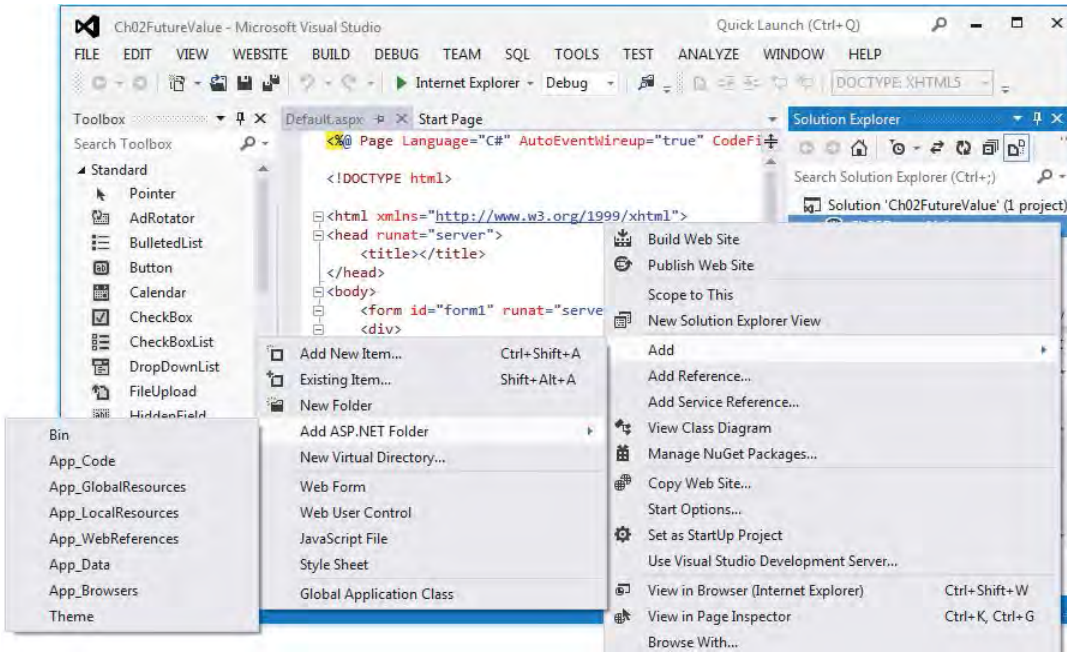 Ch02FutureValue - Microsoft Visual Studio
Quick Launch (Ctrl+Q)
FILE EDIT VIEW WEBSITE BUILD DEBUG TEAM SQL TOOLS TEST ANALYZE WINDOW HELP
Internet Explorer Debug DOCTYPE: XHTML5
Toolbox
Search Toolbox
Standard
Pointer
AdRotator
BulletedList
Button
Calendar
CheckBox
CheckBoxList
DropDownList
FileUpload
HiddenField
Default.aspx Start Page
<%@ Page Language="C#" AutoEventWireup="true" CodeFi
<!DOCTYPE html>
<html xmlns="http://www.w3.org/1999/xhtml">
<head runat="server">
<title></title>
</head>
<body>
<form id="form1" runat="serve
<div>
Solution Explorer
Search Solution Explorer (Ctrl+;)
Solution 'Ch02FutureValue' (1 project)
Build Web Site
Publish Web Site
Scope to This
New Solution Explorer View
Add
Add Reference...
Add Service Reference...
View Class Diagram
Manage NuGet Packages...
Copy Web Site...
Start Options...
Set as StartUp Project
Use Visual Studio Development Server...
View in Browser (Internet Explorer) Ctrl+Shift+W
View in Page Inspector Ctrl+K, Ctrl+G
Browse With...
Add New Item... Ctrl+Shift+A
Existing Item... Shift+Alt+A
New Folder
Add ASP.NET Folder
New Virtual Directory...
Web Form
Web User Control
JavaScript File
Style Sheet
Global Application Class
Bin
App_Code
App_GlobalResources
App_LocalResources
App_WebReferences
App_Data
App_Browsers
Theme